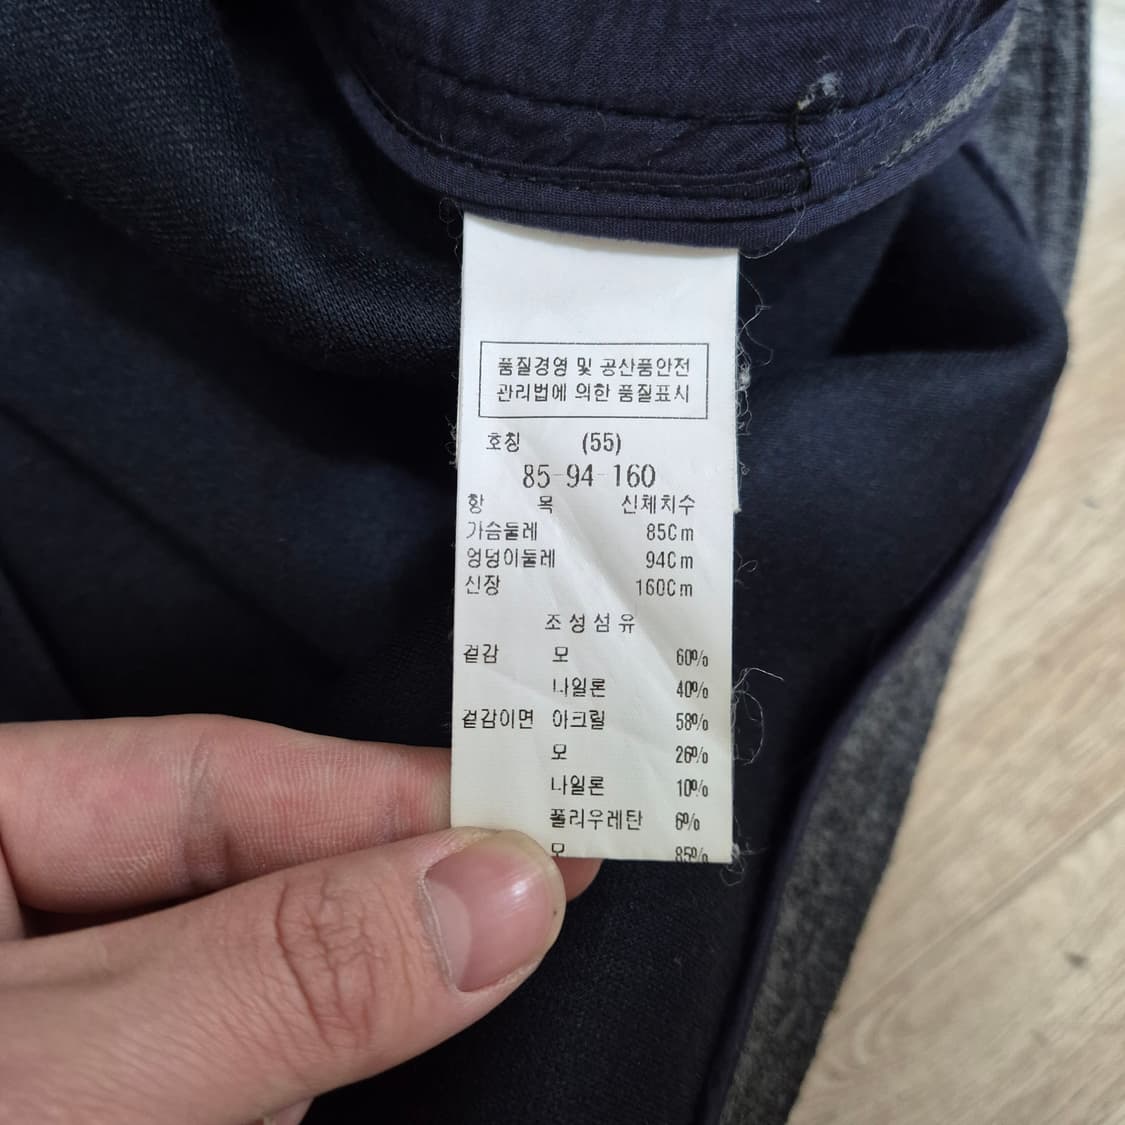 품질경영 및 공산품안전
관리법에 의한 품질표시
호칭 (55)
85-94-160
항 목 신체치수
가슴둘레 85Cm
엉덩이둘레 94Cm
신장 160Cm
조성섬유
겉감 모 60%
나일론 40%
겉감이면 아크릴 58%
모 26%
나일론 10%
폴리우레탄 6%
모 85%